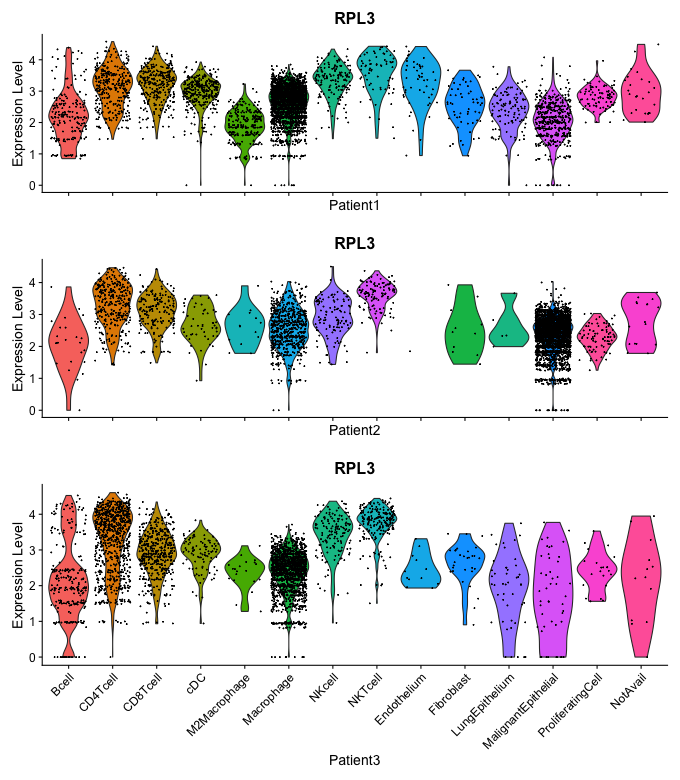 RPL3
Expression Level
4
3
2
1
0
Patient1
RPL3
Expression Level
4
3
2
1
0
Patient2
RPL3
Expression Level
4
3
2
1
0
Bcell
CD4Tcell
CD8Tcell
cDC
M2Macrophage
Macrophage
NKcell
NKTcell
Endothelium
Fibroblast
LungEpithelium
MalignantEpithelial
ProliferatingCell
NotAvail
Patient3